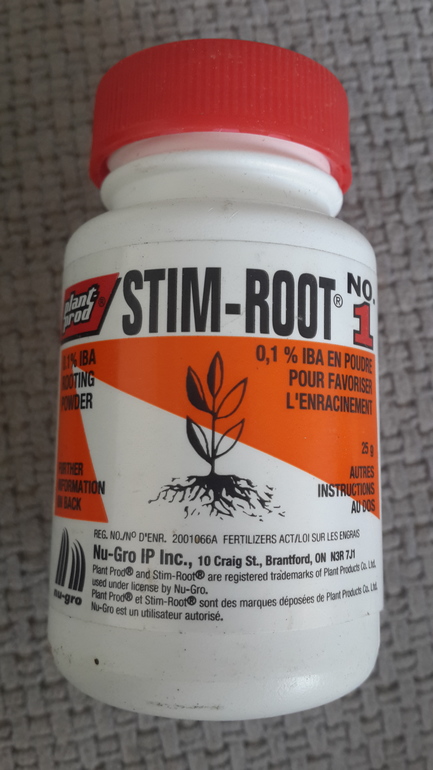 plant-prod®
STIM-ROOT®
NO. 1
0.1% IBA
ROOTING
POWDER
0,1 % IBA EN POUDRE
POUR FAVORISER
L'ENRACINEMENT
25 g
FURTHER
INFORMATION
ON BACK
AUTRES
INSTRUCTIONS
AU DOS
REG. NO./Nº D'ENR. 2001066A FERTILIZERS ACT/LOI SUR LES ENGRAIS
Nu-Gro IP Inc., 10 Craig St., Brantford, ON N3R 7J1
Plant Prod® and Stim-Root® are registered trademarks of Plant Products Co. Ltd.
used under license by Nu-Gro.
Plant Prod® et Stim-Root® sont des marques déposées de Plant Products Co. Ltd.
Nu-Gro est un utilisateur autorisé.
nu-gro